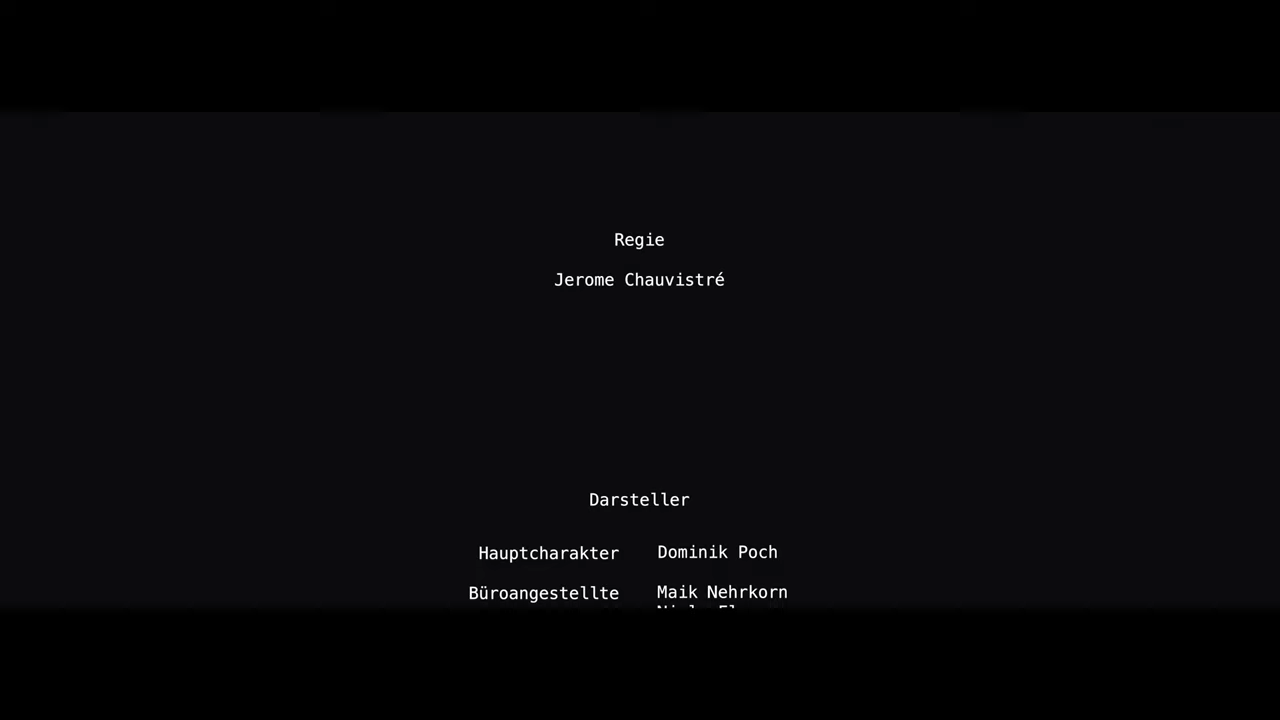 Regie
Jerome Chauvistré
Darsteller
Hauptcharakter Dominik Poch
Büroangestellte Maik Nehrkorn